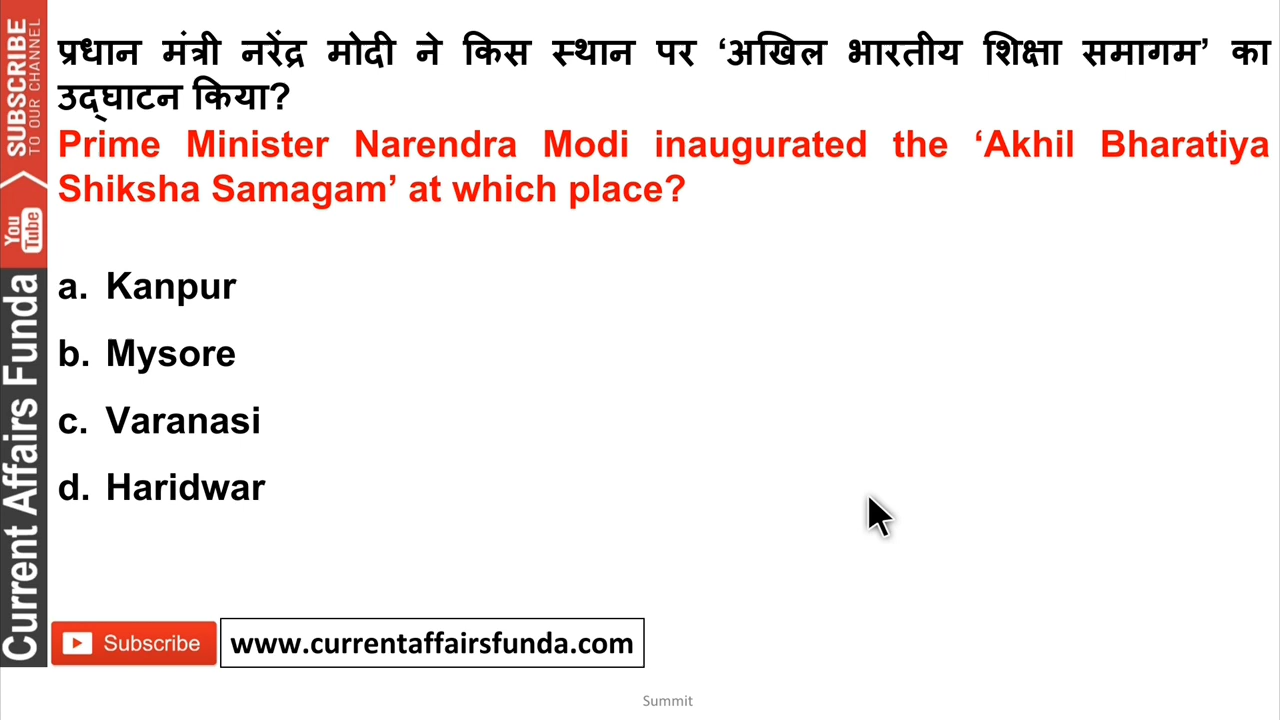 प्रधान मंत्री नरेंद्र मोदी ने किस स्थान पर ‘अखिल भारतीय शिक्षा समागम’ का
उद्घाटन किया?
Prime Minister Narendra Modi inaugurated the ‘Akhil Bharatiya
Shiksha Samagam’ at which place?
a. Kanpur
b. Mysore
c. Varanasi
d. Haridwar
SUBSCRIBE
TO OUR CHANNEL
You
Tube
Current Affairs Funda
Subscribe
www.currentaffairsfunda.com
Summit